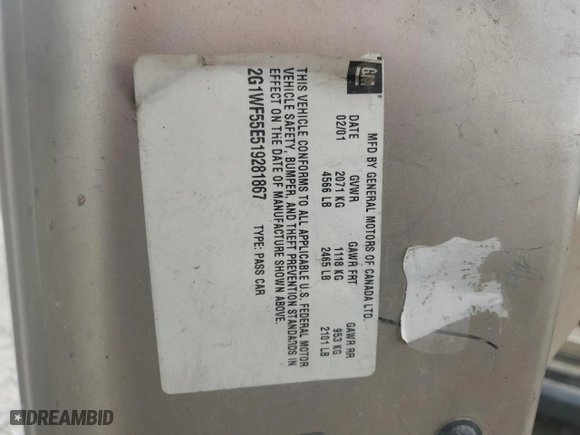 GM
MFD BY GENERAL MOTORS OF CANADA LTD.
DATE GVWR GAWR FRT GAWR RR
02/01 2071 KG 1118 KG 953 KG
4566 LB 2465 LB 2101 LB
THIS VEHICLE CONFORMS TO ALL APPLICABLE U.S. FEDERAL MOTOR
VEHICLE SAFETY, BUMPER, AND THEFT PREVENTION STANDARDS IN
EFFECT ON THE DATE OF MANUFACTURE SHOWN ABOVE.
2G1WF55E519281867 TYPE: PASS CAR
DREAMBID